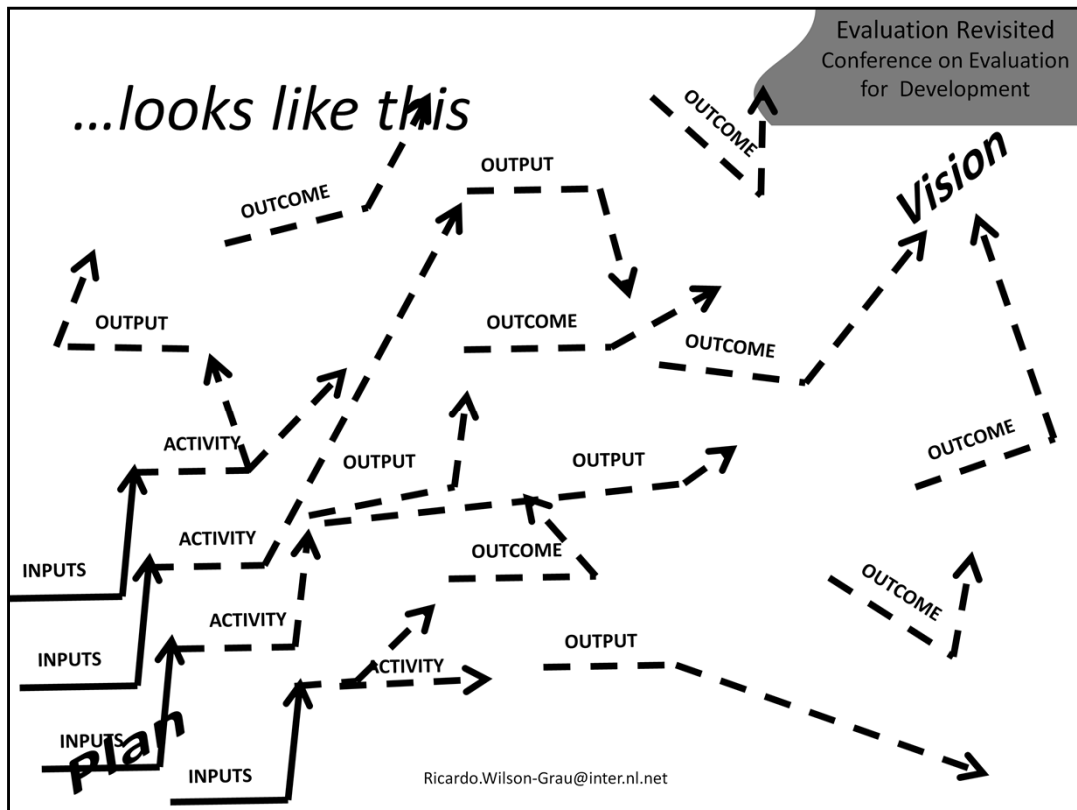 Evaluation Revisited
Conference on Evaluation
for Development
...looks like this
OUTCOME
OUTPUT
Vision
OUTCOME
OUTPUT
OUTCOME
OUTCOME
ACTIVITY
OUTPUT
OUTPUT
OUTCOME
ACTIVITY
OUTCOME
INPUTS
OUTCOME
ACTIVITY
INPUTS
ACTIVITY
OUTPUT
INPUTS
Plan
INPUTS
Ricardo.Wilson-Grau@inter.nl.net